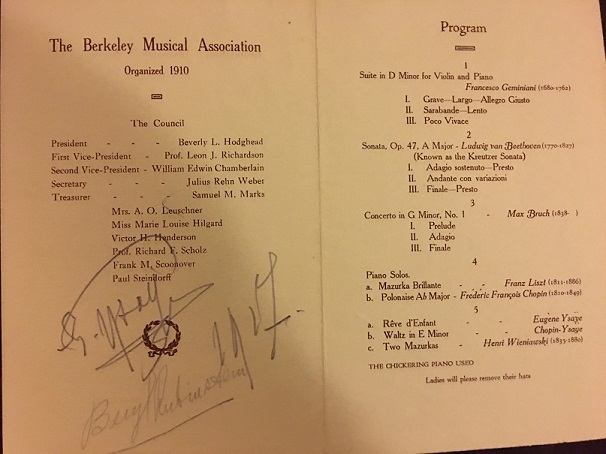 The Berkeley Musical Association
Organized 1910
The Council
President - - - Beverly L. Hodghead
First Vice-President - Prof. Leon J. Richardson
Second Vice-President - William Edwin Chamberlain
Secretary - - - Julius Rehn Weber
Treasurer - - - Samuel M. Marks
Mrs. A. O. Leuschner
Miss Marie Louise Hilgard
Victor H. Henderson
Prof. Richard F. Scholz
Frank M. Scoonover
Paul Steindorff
Beryl Rubinstein
Program
1
Suite in D Minor for Violin and Piano
Francesco Geminiani (1680-1762)
I. Grave—Largo—Allegro Giusto
II. Sarabande—Lento
III. Poco Vivace
2
Sonata, Op. 47, A Major - Ludwig van Beethoven (1770-1827)
(Known as the Kreutzer Sonata)
I. Adagio sostenuto—Presto
II. Andante con variazioni
III. Finale—Presto
3
Concerto in G Minor, No. 1 - Max Bruch (1838- )
I. Prelude
II. Adagio
III. Finale
4
Piano Solos.
a. Mazurka Brillante - - Franz Liszt (1811-1886)
b. Polonaise Ab Major - Frederic François Chopin (1810-1849)
5
a. Rêve d'Enfant - - Eugène Ysaye
b. Waltz in E Minor - - Chopin-Ysaye
c. Two Mazurkas - Henri Wieniawski (1835-1880)
THE CHICKERING PIANO USED
Ladies will please remove their hats